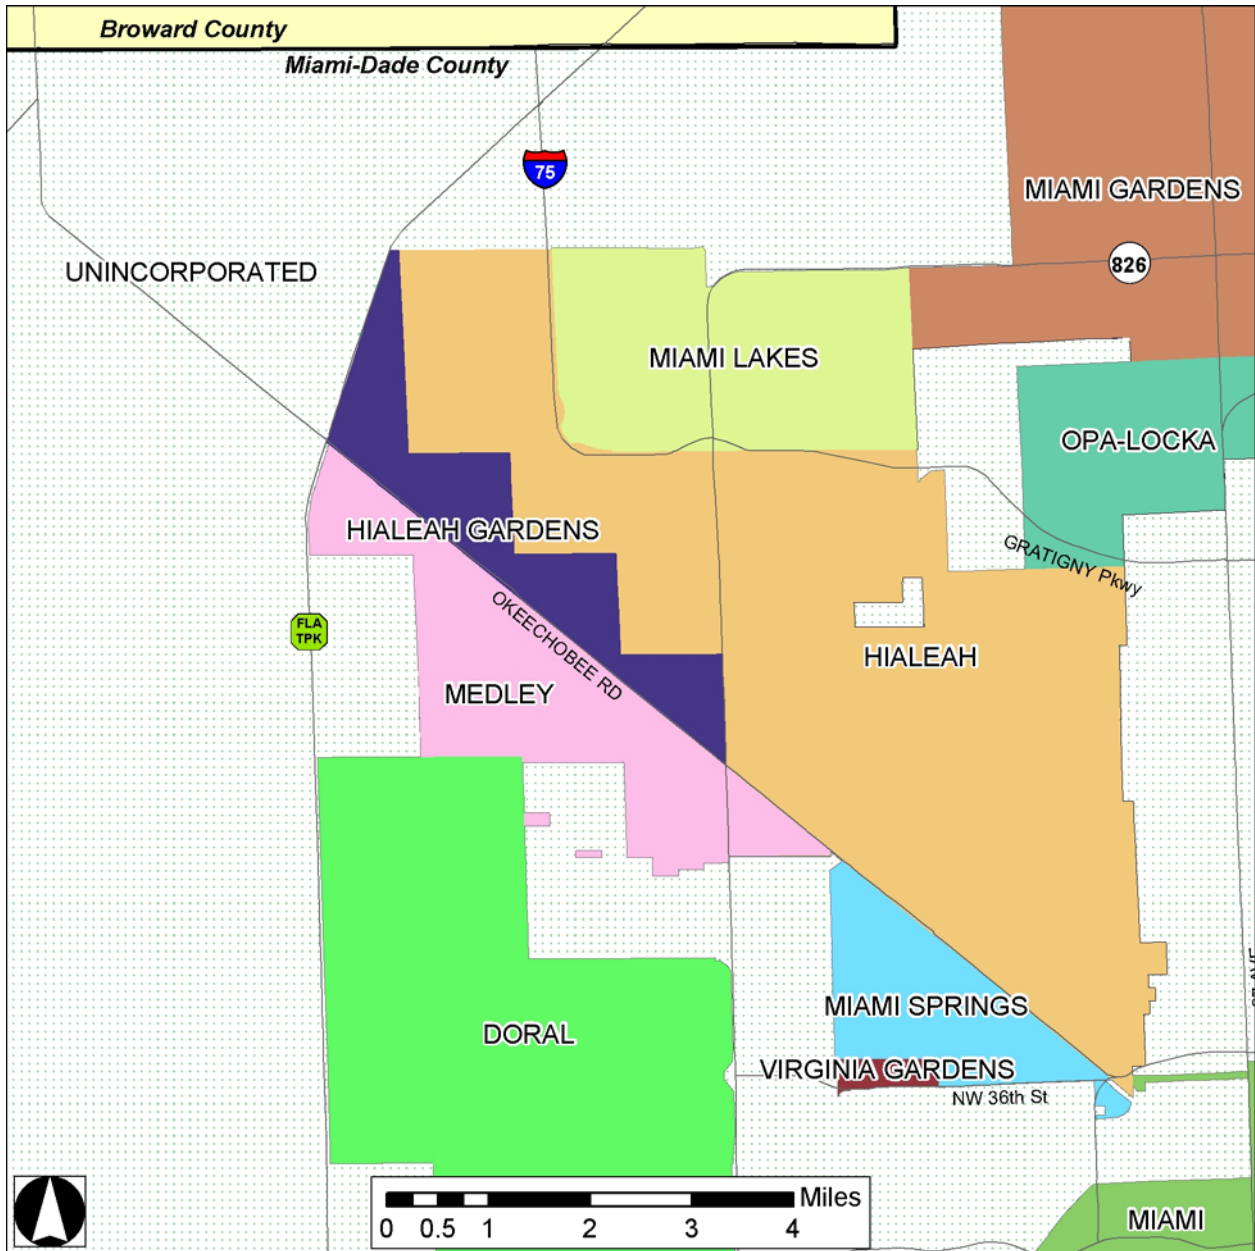 Broward County
Miami-Dade County
75
MIAMI GARDENS
826
UNINCORPORATED
MIAMI LAKES
OPA-LOCKA
HIALEAH GARDENS
GRATIGNY Pkwy
OKEECHOBEE RD
FLA
TPK
HIALEAH
MEDLEY
MIAMI SPRINGS
DORAL
VIRGINIA GARDENS
NW 36th St
Miles
0 0.5 1 2 3 4
MIAMI